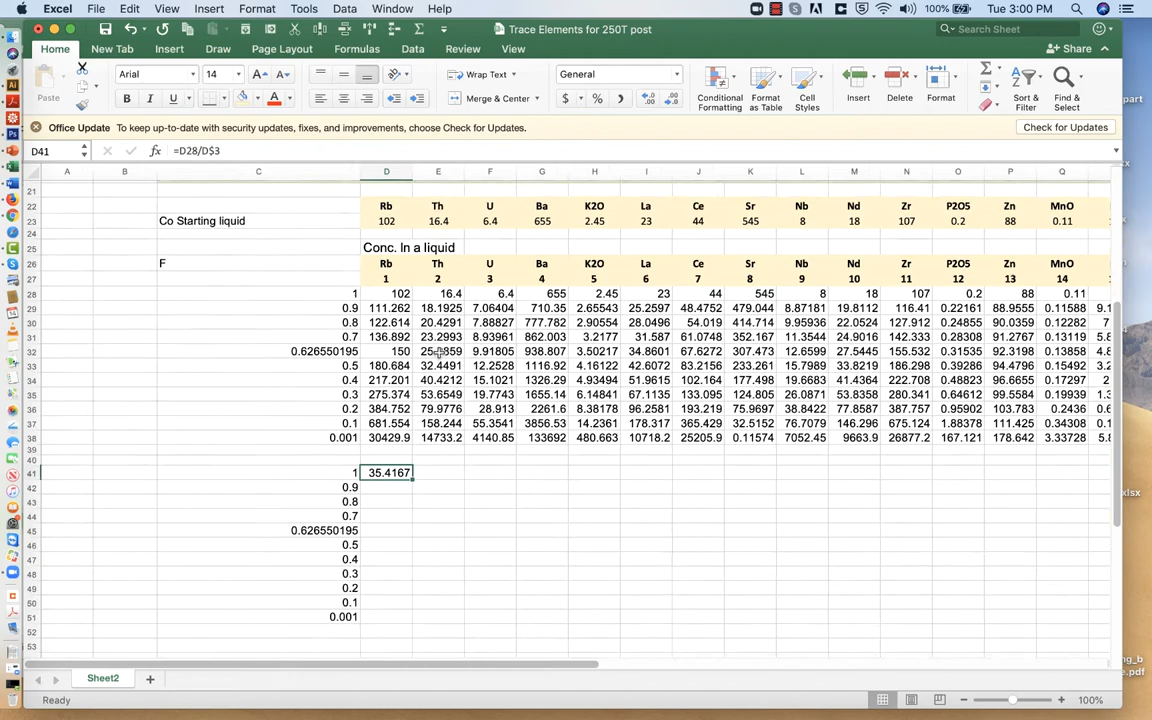 Excel File Edit View Insert Format Tools Data Window Help 100% Tue 3:00 PM
Trace Elements for 250T post Search Sheet
Home New Tab Insert Draw Page Layout Formulas Data Review View Share
Paste Arial 14 A A Wrap Text General
B I U A Merge & Center $ % Conditional Formatting Format as Table Cell Styles Insert Delete Format Sort & Filter Find & Select
Office Update To keep up-to-date with security updates, fixes, and improvements, choose Check for Updates. Check for Updates
D41 fx =D28/D$3
A B C D E F G H I J K L M N O P Q
21
22 Rb Th U Ba K2O La Ce Sr Nb Nd Zr P2O5 Zn MnO
23 Co Starting liquid 102 16.4 6.4 655 2.45 23 44 545 8 18 107 0.2 88 0.11
24
25 Conc. In a liquid
26 F Rb Th U Ba K2O La Ce Sr Nb Nd Zr P2O5 Zn MnO
27 1 2 3 4 5 6 7 8 9 10 11 12 13 14
28 1 102 16.4 6.4 655 2.45 23 44 545 8 18 107 0.2 88 0.11
29 0.9 111.262 18.1925 7.06404 710.35 2.65543 25.2597 48.4752 479.044 8.87181 19.8112 116.41 0.22161 88.9555 0.11588 9.1
30 0.8 122.614 20.4291 7.88827 777.782 2.90554 28.0496 54.019 414.714 9.95936 22.0524 127.912 0.24855 90.0359 0.12282 7
31 0.7 136.892 23.2993 8.93961 862.003 3.2177 31.587 61.0748 352.167 11.3544 24.9016 142.333 0.28308 91.2767 0.13119 5.8
32 0.626550195 150 9.91805 938.807 3.50217 34.8601 67.6272 307.473 12.6599 27.5445 155.532 0.31535 92.3198 0.13858 4.8
33 0.5 180.684 32.4491 12.2528 1116.92 4.16122 42.6072 83.2156 233.261 15.7989 33.8219 186.298 0.39286 94.4796 0.15492 3.2
34 0.4 217.201 40.4212 15.1021 1326.29 4.93494 51.9615 102.164 177.498 19.6683 41.4364 222.708 0.48823 96.6655 0.17297 2
35 0.3 275.374 53.6549 19.7743 1655.14 6.14841 67.1135 133.095 124.805 26.0871 53.8358 280.341 0.64612 99.5584 0.19939 1.3
36 0.2 384.752 79.9776 28.913 2261.6 8.38178 96.2581 193.219 75.9697 38.8422 77.8587 387.757 0.95902 103.783 0.2436 0.6
37 0.1 681.554 158.244 55.3541 3856.53 14.2361 178.317 365.429 32.5152 76.7079 146.296 675.124 1.88378 111.425 0.34308 0.1
38 0.001 30429.9 14733.2 4140.85 133692 480.663 10718.2 25205.9 0.11574 7052.45 9663.9 26877.2 167.121 178.642 3.33728 5.8
39
40
41 1 35.4167
42 0.9
43 0.8
44 0.7
45 0.626550195
46 0.5
47 0.4
48 0.3
49 0.2
50 0.1
51 0.001
52
53
Sheet2
Ready 100%
part
xlsx
ng_b
e.pdf